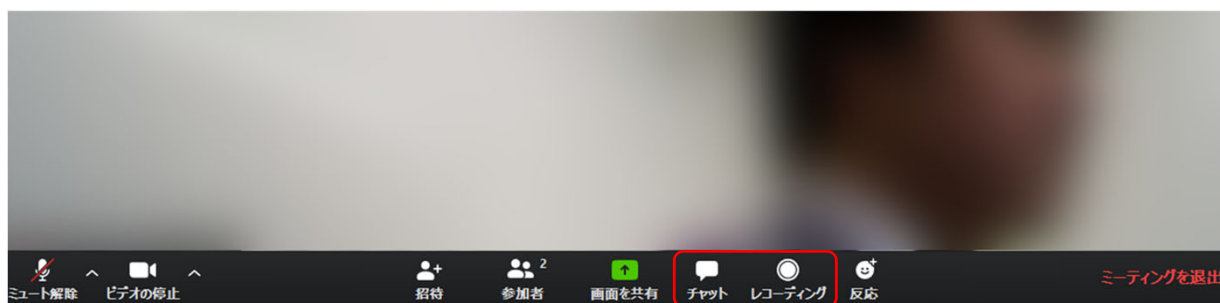 ミュート解除 ビデオの停止 招待 参加者 2 画面を共有 チャット レコーディング 反応 ミーティングを退出